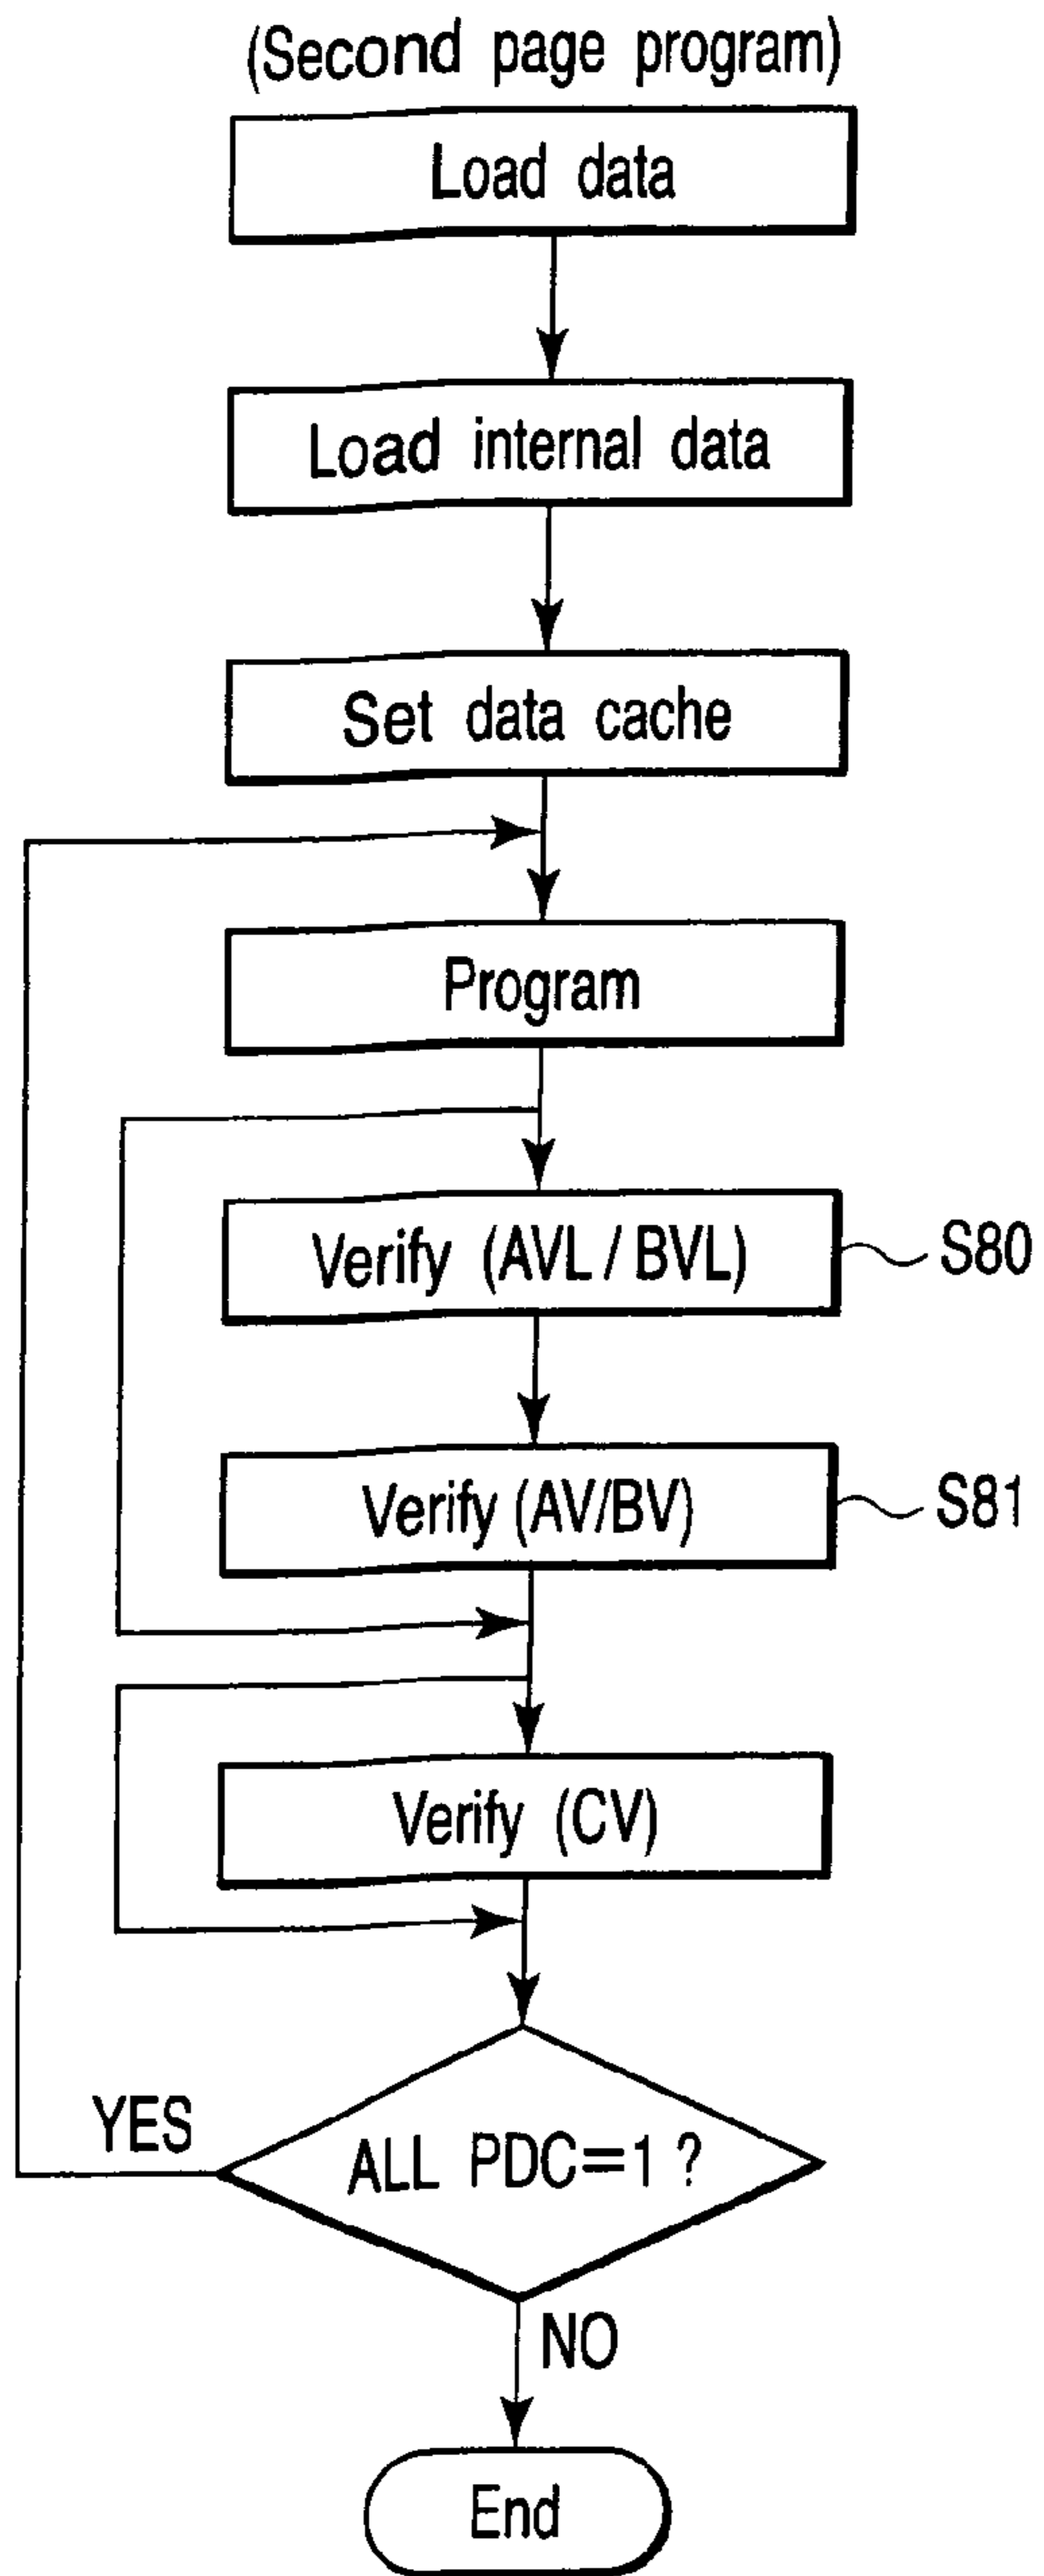 (Second page program)
Load data
Load internal data
Set data cache
Program
Verify (AVL / BVL)
S80
Verify (AV/BV)
S81
Verify (CV)
YES
ALL PDC=1 ?
NO
End